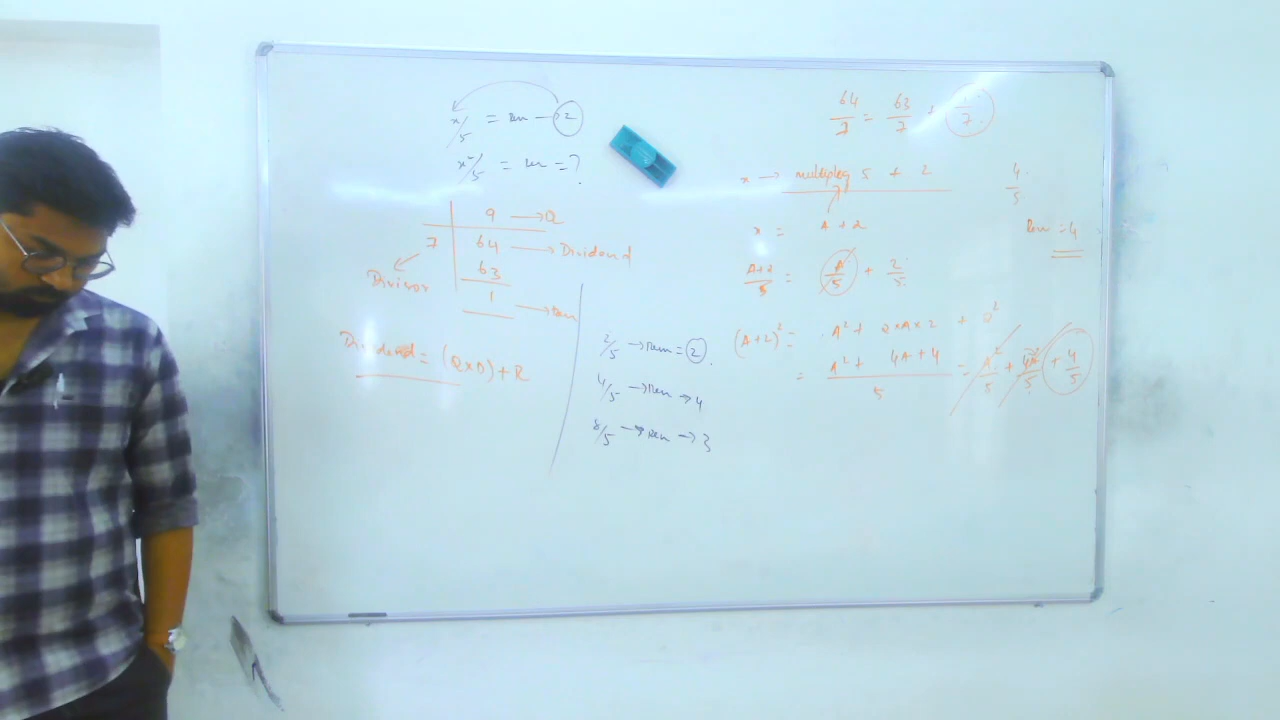 x/5 = Rem → 2
x²/5 = Rem = ?
9 → Q
7 64 → Dividend
Divisor 63
1 → Rem
Dividend = (Q×D) + R
2/5 → Rem = 2.
4/5 → Rem → 4
8/5 → Rem → 3
64/7 = 63/7 + 1/7
x → multiple of 5 + 2
x = A + 2
A+2/5 = A/5 + 2/5
(A+2)² = A² + 2×A×2 + 2²
= A² + 4A + 4/5 = A²/5 + 4A/5 + 4/5
4/5
Rem = 4